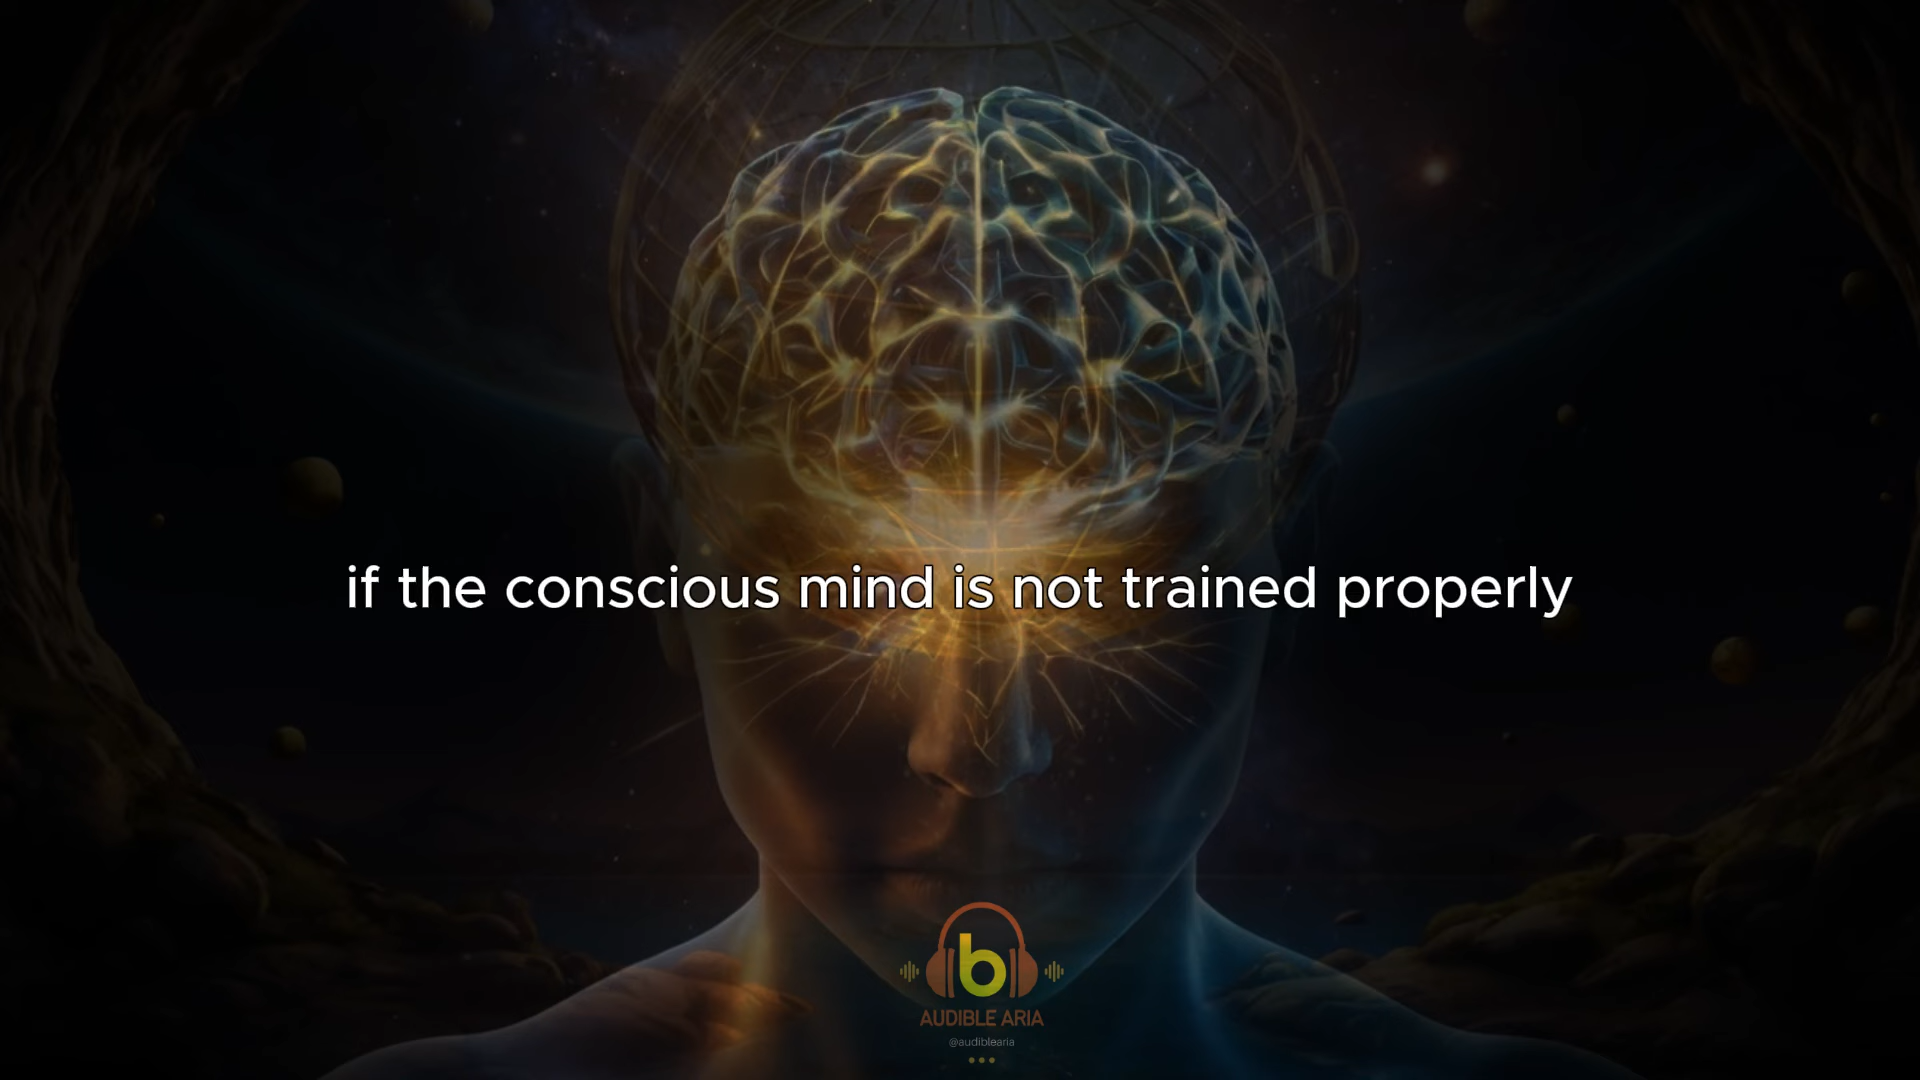 if the conscious mind is not trained properly
b
AUDIBLE ARIA
@audiblearia